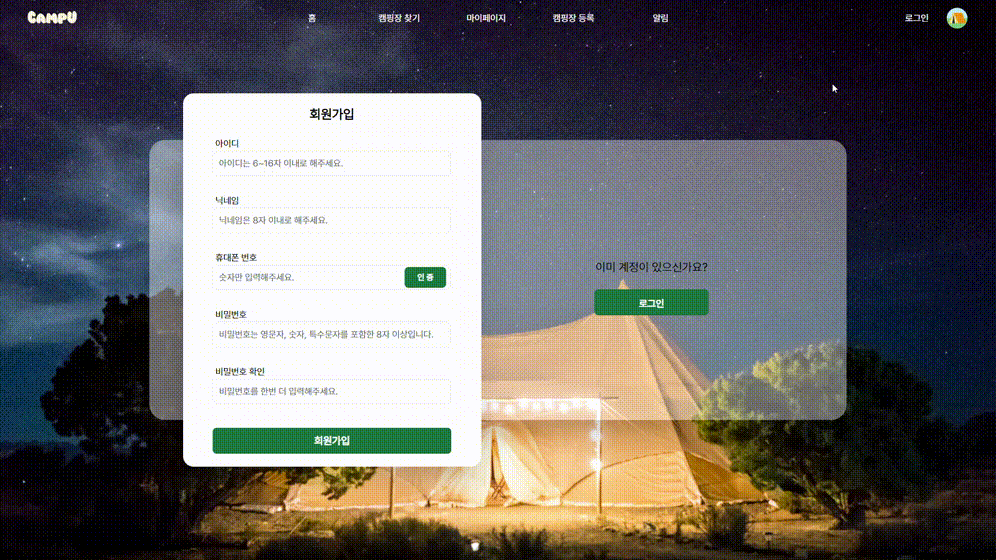 CAMPU
홈
캠핑장 찾기
마이페이지
캠핑장 등록
알림
로그인
회원가입
아이디
아이디는 6~16자 이내로 해주세요.
닉네임
닉네임은 8자 이내로 해주세요.
휴대폰 번호
숫자만 입력해주세요.
인증
비밀번호
비밀번호는 영문자, 숫자, 특수문자를 포함한 8자 이상입니다.
비밀번호 확인
비밀번호를 한번 더 입력해주세요.
회원가입
이미 계정이 있으신가요?
로그인